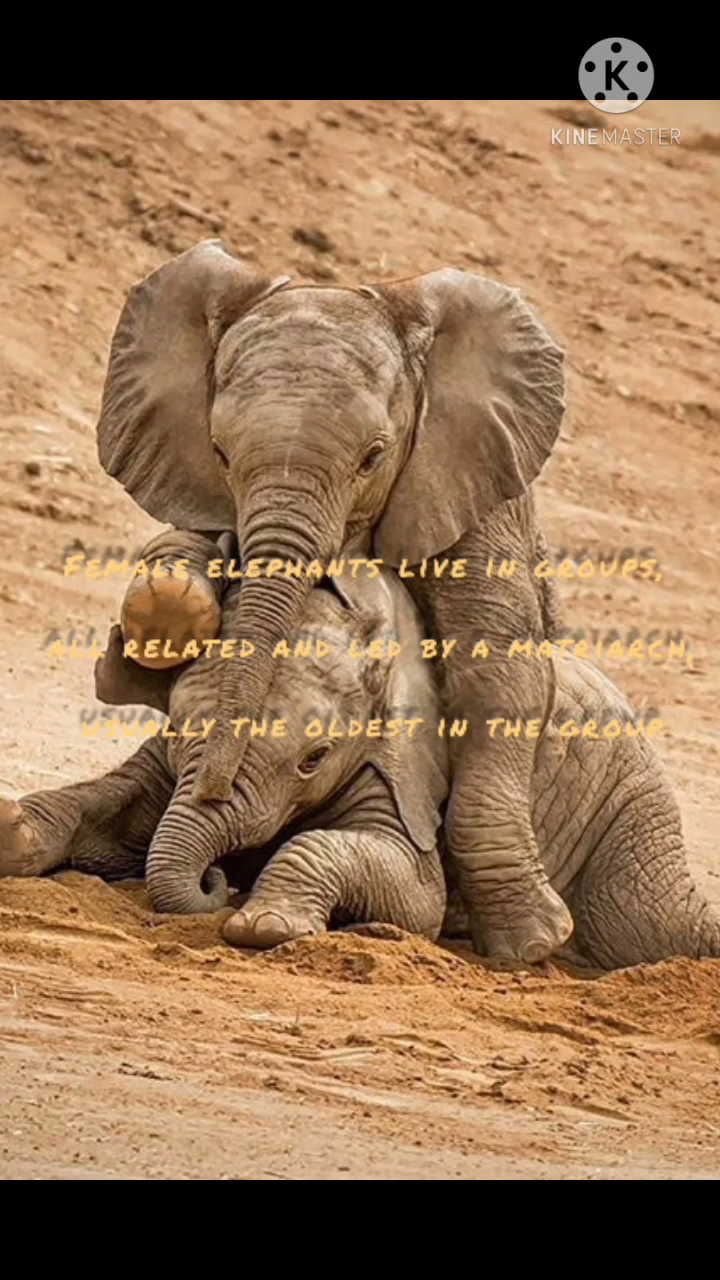 K
KINEMASTER
Female elephants live in groups,
all related and led by a matriarch,
usually the oldest in the group